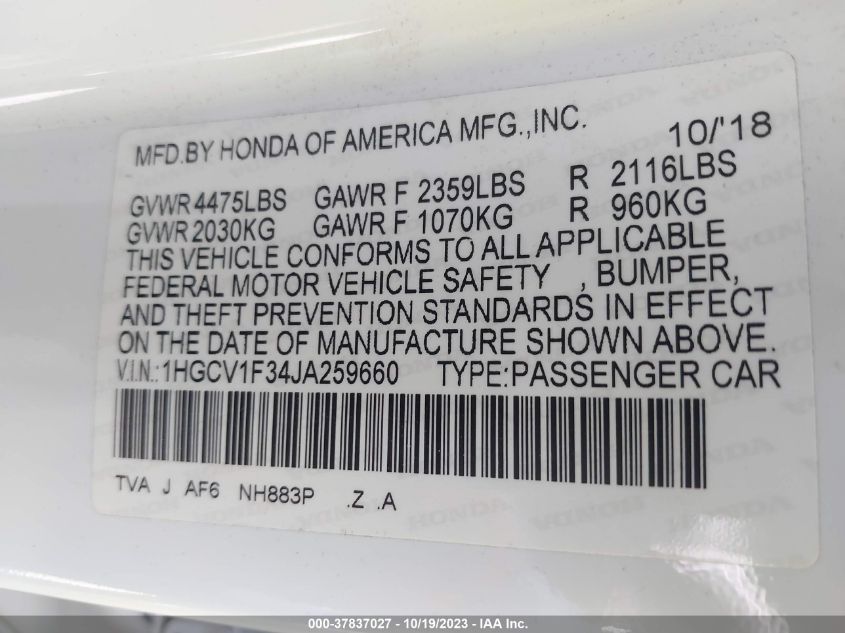 MFD.BY HONDA OF AMERICA MFG.,INC. 10/'18
GVWR 4475LBS GAWR F 2359LBS R 2116LBS
GVWR 2030KG GAWR F 1070KG R 960KG
THIS VEHICLE CONFORMS TO ALL APPLICABLE
FEDERAL MOTOR VEHICLE SAFETY , BUMPER,
AND THEFT PREVENTION STANDARDS IN EFFECT
ON THE DATE OF MANUFACTURE SHOWN ABOVE.
V.I.N.:1HGCV1F34JA259660 TYPE:PASSENGER CAR
TVA J AF6 NH883P .Z .A
000-37837027 - 10/19/2023 - IAA Inc.